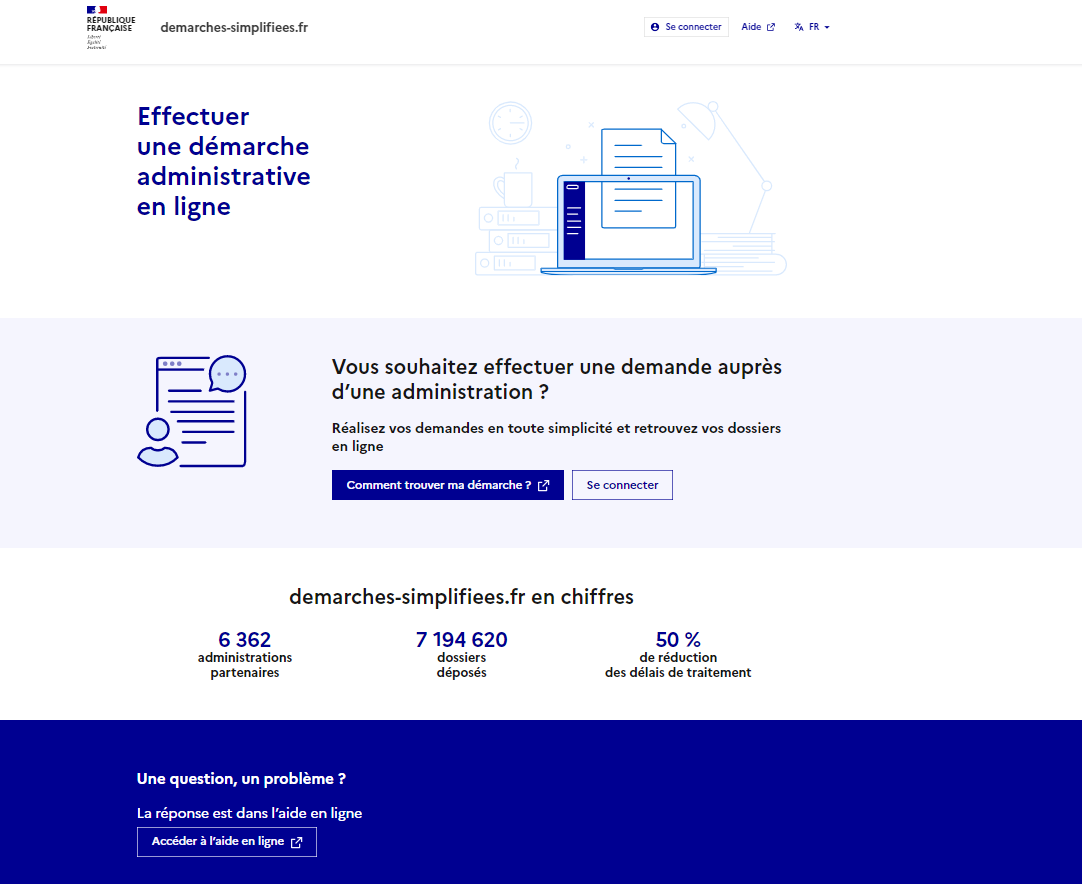 RÉPUBLIQUE
FRANÇAISE
Liberté
Égalité
Fraternité
demarches-simplifiees.fr
Se connecter
Aide
FR
Effectuer
une démarche
administrative
en ligne
Vous souhaitez effectuer une demande auprès
d’une administration ?
Réalisez vos demandes en toute simplicité et retrouvez vos dossiers
en ligne
Comment trouver ma démarche ?
Se connecter
demarches-simplifiees.fr en chiffres
6 362
administrations
partenaires
7 194 620
dossiers
déposés
50 %
de réduction
des délais de traitement
Une question, un problème ?
La réponse est dans l’aide en ligne
Accéder à l’aide en ligne